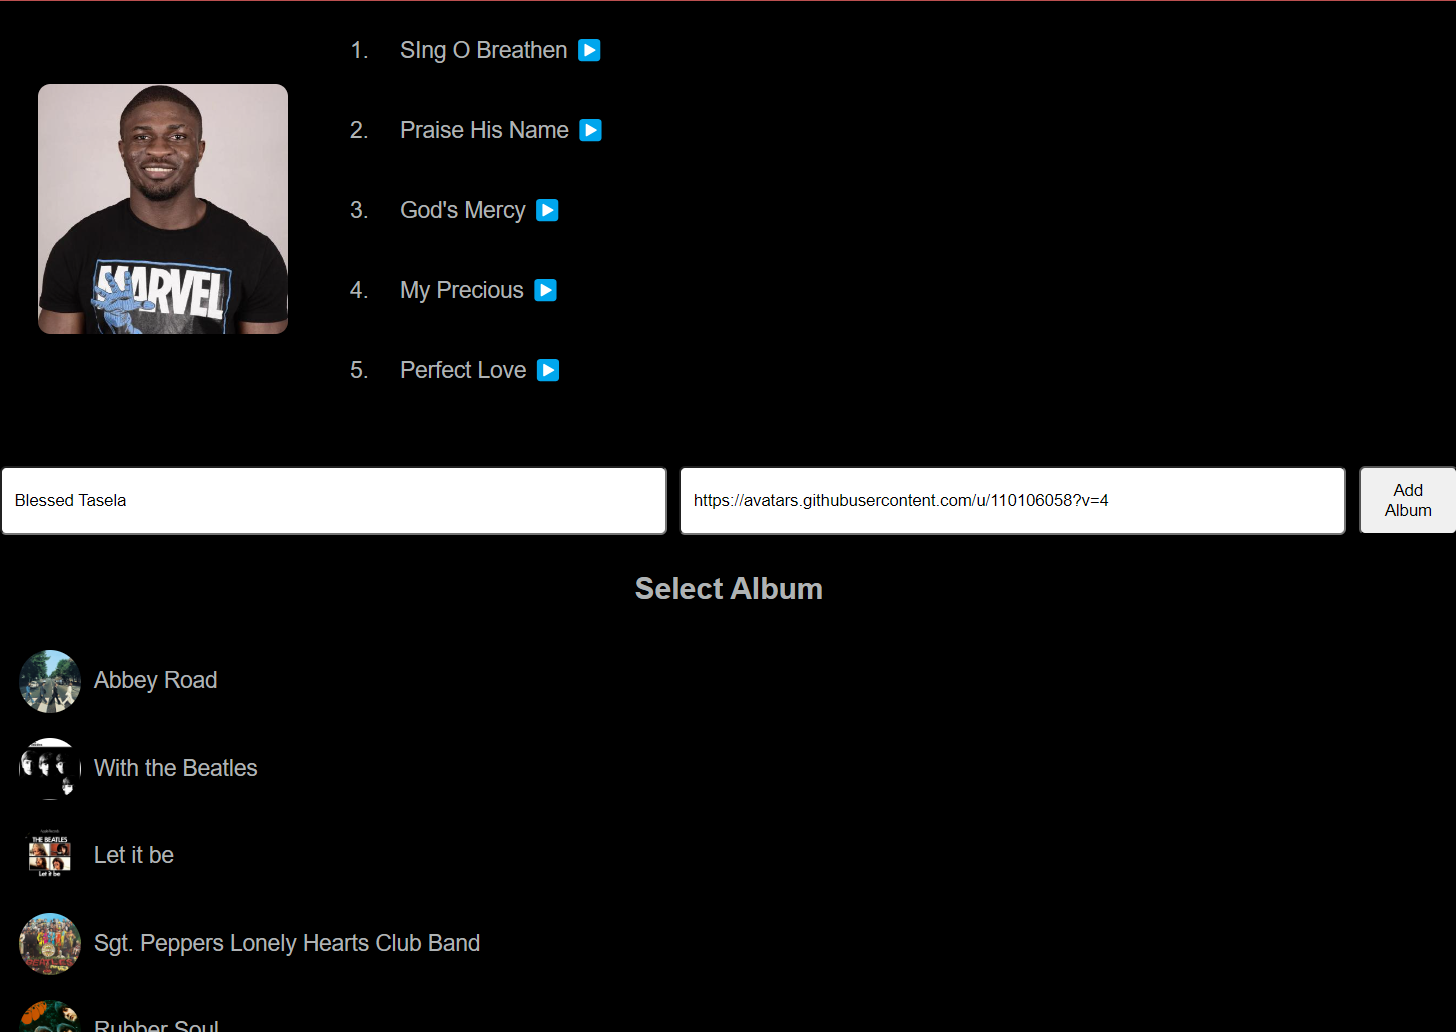 1. SIng O Breathen
2. Praise His Name
3. God's Mercy
4. My Precious
5. Perfect Love
MARVEL
Blessed Tasela
https://avatars.githubusercontent.com/u/110106058?v=4
Add
Album
Select Album
Abbey Road
With the Beatles
THE BEATLES
Let it be
Let it be
Sgt. Peppers Lonely Hearts Club Band
BEATLES
Rubber Soul